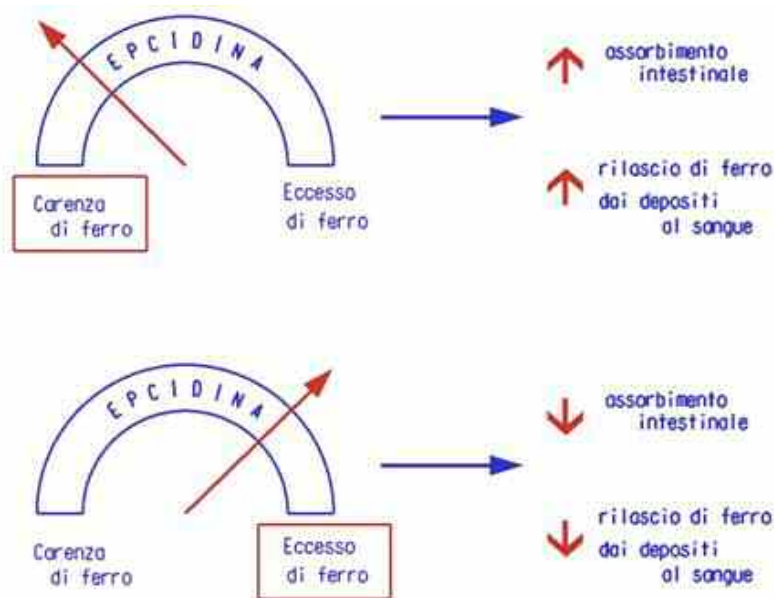 EPCIDINA
Carenza
di ferro
Eccesso
di ferro
assorbimento
intestinale
rilascio di ferro
dai depositi
al sangue
EPCIDINA
Carenza
di ferro
Eccesso
di ferro
assorbimento
intestinale
rilascio di ferro
dai depositi
al sangue